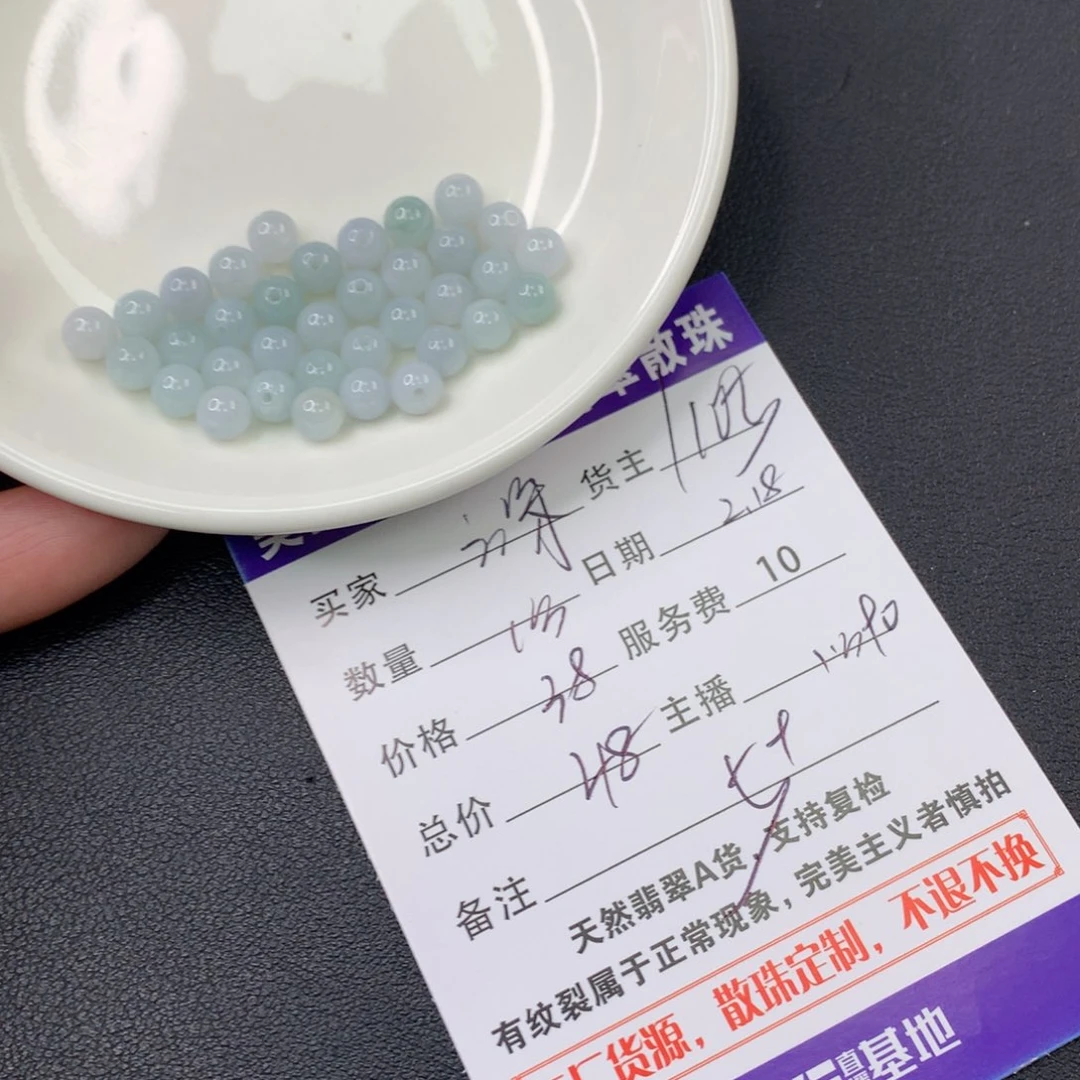 散珠
买家 深 货主
数量 日期 2.18
价格 38 服务费 10
总价 48 主播
备注
天然翡翠A货,支持复检
有纹裂属于正常现象,完美主义者慎拍
货源,散珠定制,不退不换
直播基地